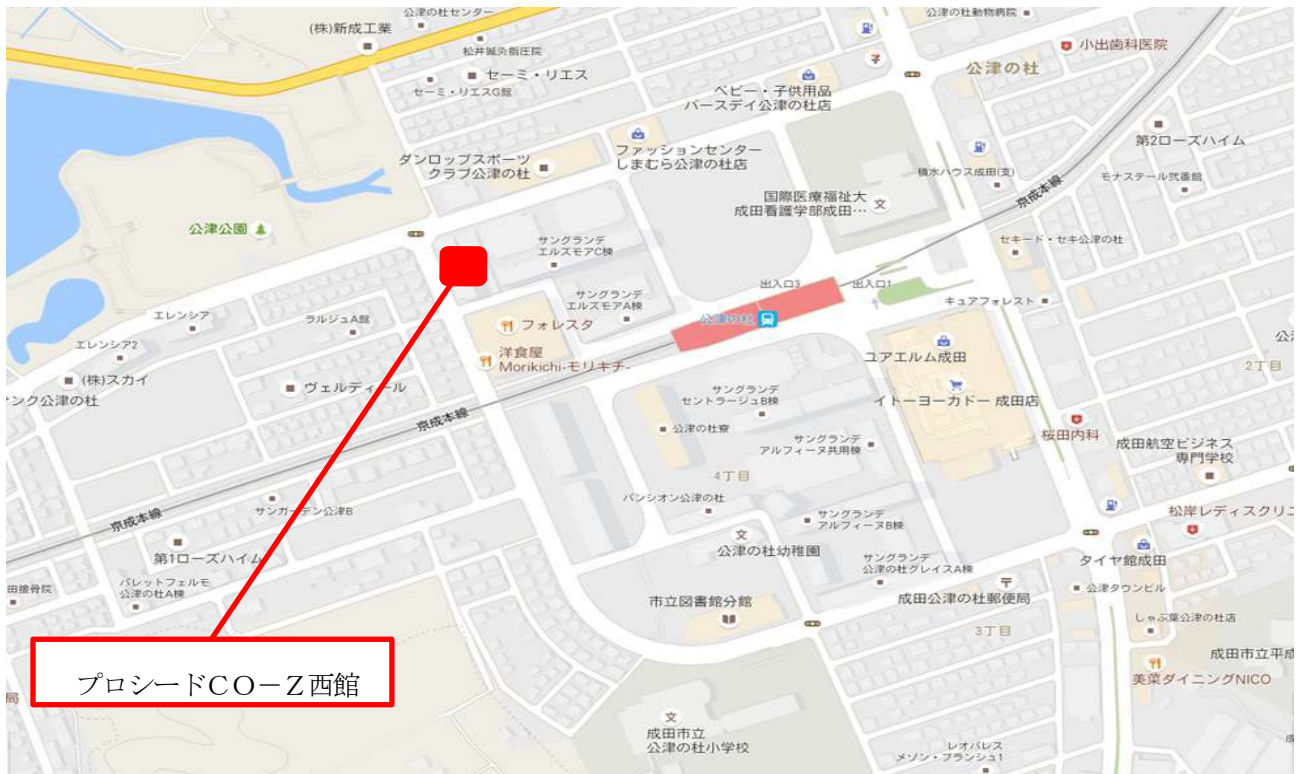 公津の杜センター
(株)新成工業
松井鍼灸指圧院
セーミ・リエス
セーミ・リエスG館
公津の杜動物病院
小出歯科医院
公津の杜
ベビー・子供用品
バースデイ公津の杜店
ファッションセンター
しまむら公津の杜店
ダンロップスポーツ
クラブ公津の杜
第2ローズハイム
積水ハウス成田(支)
モナステール弐番館
国際医療福祉大
成田看護学部成田…
京成本線
公津公園
サングランデ
エルズモアC棟
セキード・セキ公津の杜
出入口3
出入口1
サングランデ
エルズモアA棟
キュアフォレスト
エレンシア
ラルジュA館
フォレスタ
公津の杜
エレンシア2
洋食屋
Morikichi-モリキチ-
ユアエルム成田
公
2丁目
(株)スカイ
ンク公津の杜
ヴェルディール
サングランデ
セントラージュB棟
イトーヨーカドー 成田店
京成本線
公津の杜寮
サングランデ
アルフィーヌ共用棟
桜田内科
成田航空ビジネス
専門学校
4丁目
パンシオン公津の杜
サンガーデン公津B
京成本線
サングランデ
アルフィーヌB棟
松岸レディスクリニ
第1ローズハイム
公津の杜幼稚園
サングランデ
公津の杜グレイスA棟
タイヤ館成田
田接骨院
パレットフェルモ
公津の杜A棟
市立図書館分館
成田公津の杜郵便局
公津タウンビル
3丁目
しゃぶ葉公津の杜店
成田市立平成
プロシードCO－Z西館
局
美菜ダイニングNICO
成田市立
公津の杜小学校
レオパレス
メゾン・ブランシュ1
成